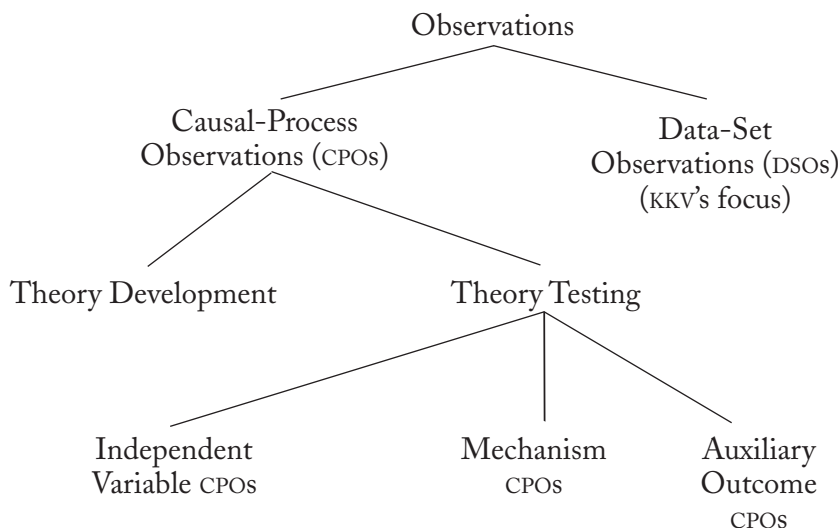 Observations
Causal-Process
Observations (CPOs)
Data-Set
Observations (DSOs)
(KKV's focus)
Theory Development
Theory Testing
Independent
Variable CPOs
Mechanism
CPOs
Auxiliary
Outcome
CPOs